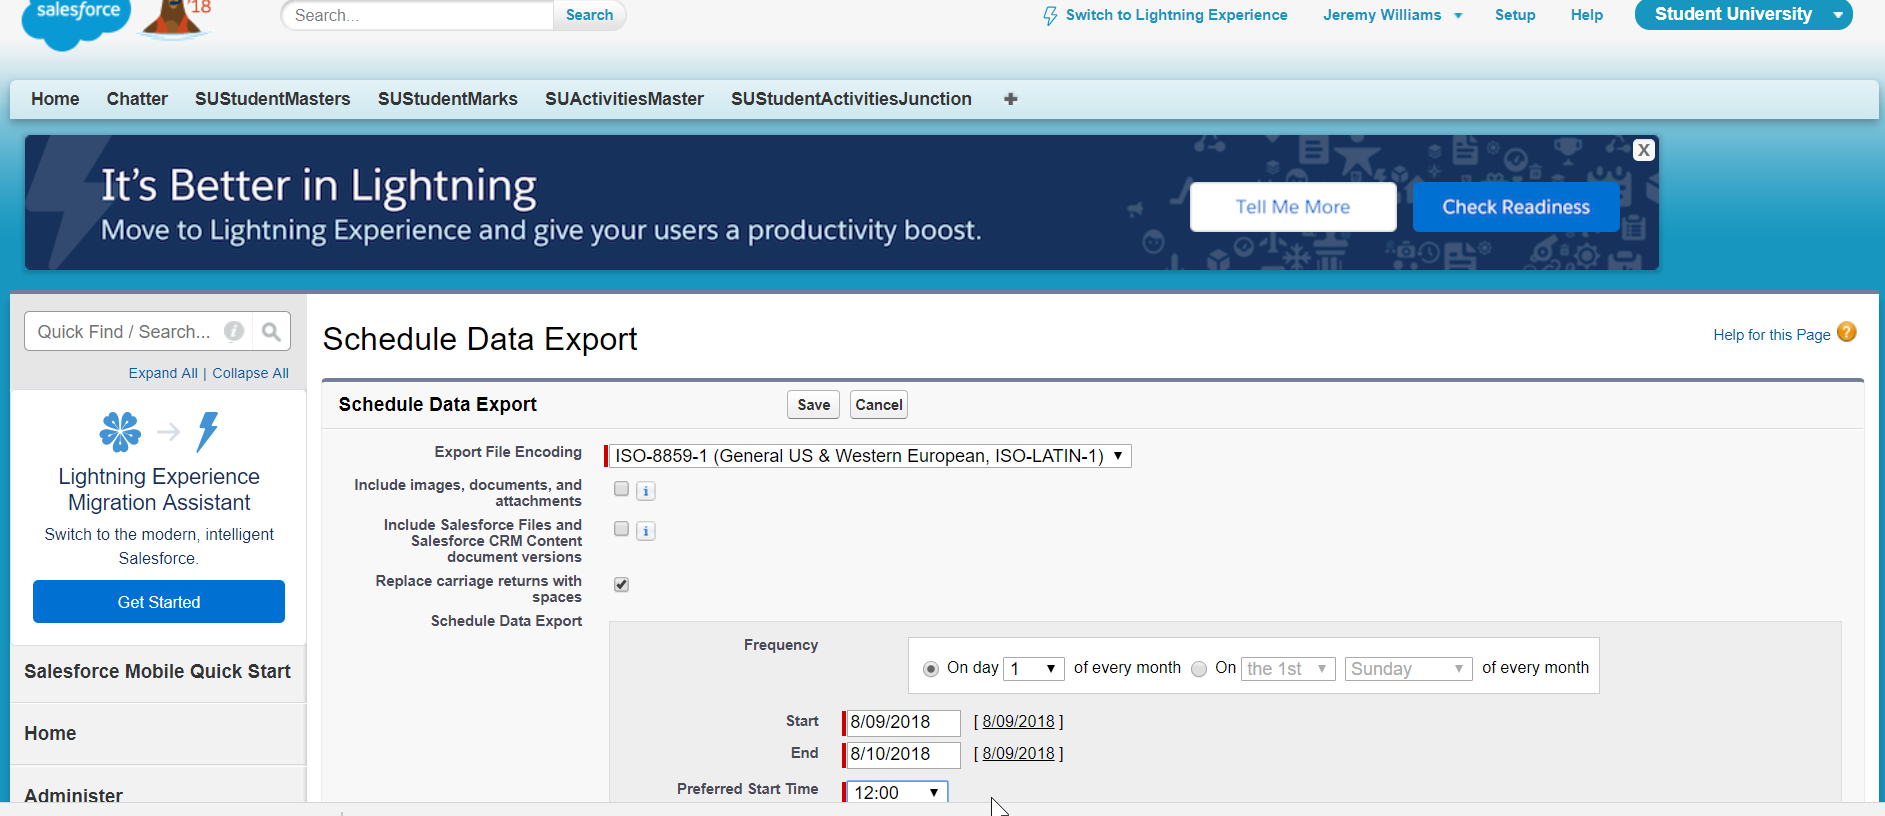 salesforce
'18
Search...
Search
Switch to Lightning Experience
Jeremy Williams
Setup
Help
Student University
Home
Chatter
SUStudentMasters
SUStudentMarks
SUActivitiesMaster
SUStudentActivitiesJunction
It's Better in Lightning
Move to Lightning Experience and give your users a productivity boost.
Tell Me More
Check Readiness
X
Quick Find / Search...
Expand All | Collapse All
Lightning Experience
Migration Assistant
Switch to the modern, intelligent
Salesforce.
Get Started
Salesforce Mobile Quick Start
Home
Administer
Schedule Data Export
Help for this Page ?
Schedule Data Export
Save
Cancel
Export File Encoding
ISO-8859-1 (General US & Western European, ISO-LATIN-1)
Include images, documents, and
attachments
i
Include Salesforce Files and
Salesforce CRM Content
document versions
i
Replace carriage returns with
spaces
Schedule Data Export
Frequency
On day 1 of every month On the 1st Sunday of every month
Start 8/09/2018 [ 8/09/2018 ]
End 8/10/2018 [ 8/09/2018 ]
Preferred Start Time 12:00